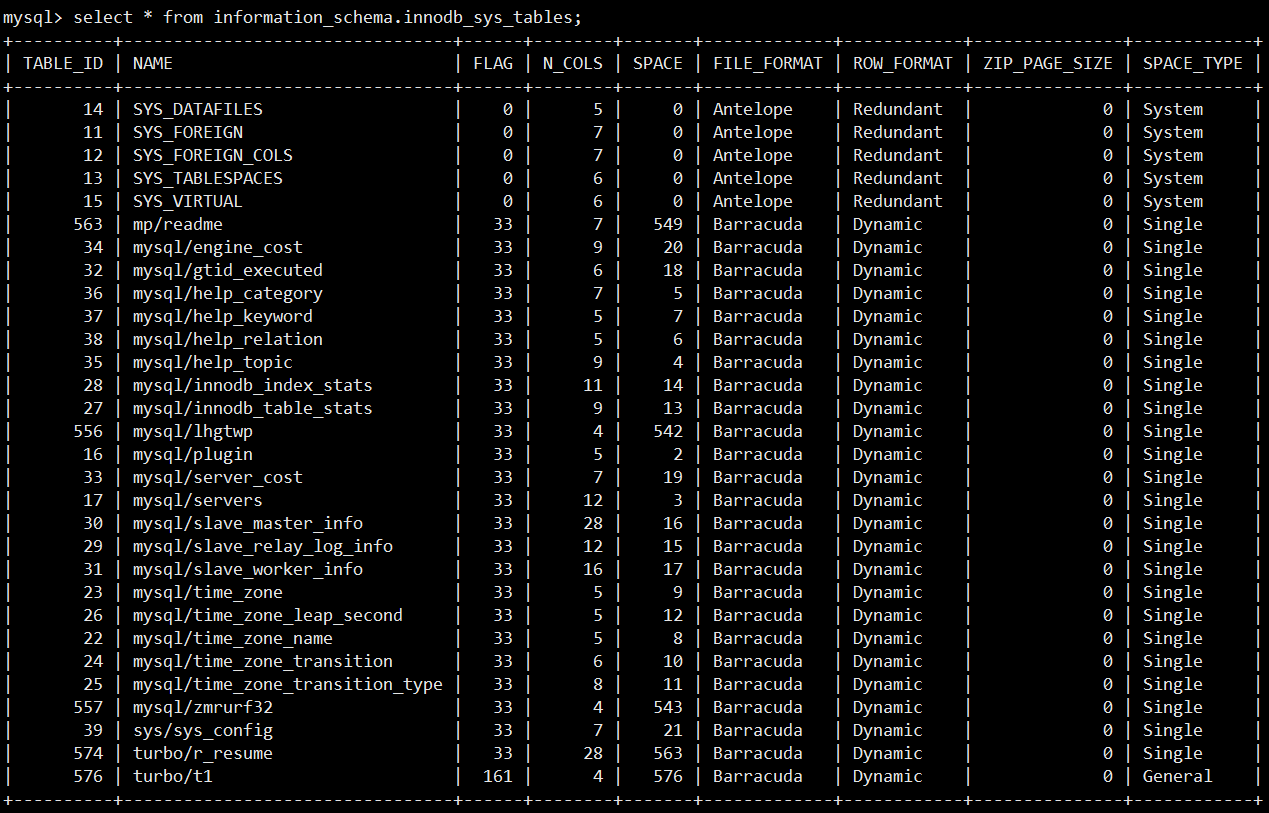 mysql> select * from information_schema.innodb_sys_tables;
+----------+---------------------------------+------+--------+-------+-------------+------------+---------------+------------+
| TABLE_ID | NAME                            | FLAG | N_COLS | SPACE | FILE_FORMAT | ROW_FORMAT | ZIP_PAGE_SIZE | SPACE_TYPE |
+----------+---------------------------------+------+--------+-------+-------------+------------+---------------+------------+
|       14 | SYS_DATAFILES                   |    0 |      5 |     0 | Antelope    | Redundant  |             0 | System     |
|       11 | SYS_FOREIGN                     |    0 |      7 |     0 | Antelope    | Redundant  |             0 | System     |
|       12 | SYS_FOREIGN_COLS                |    0 |      7 |     0 | Antelope    | Redundant  |             0 | System     |
|       13 | SYS_TABLESPACES                 |    0 |      6 |     0 | Antelope    | Redundant  |             0 | System     |
|       15 | SYS_VIRTUAL                     |    0 |      6 |     0 | Antelope    | Redundant  |             0 | System     |
|      563 | mp/readme                       |   33 |      7 |   549 | Barracuda   | Dynamic    |             0 | Single     |
|       34 | mysql/engine_cost               |   33 |      9 |    20 | Barracuda   | Dynamic    |             0 | Single     |
|       32 | mysql/gtid_executed             |   33 |      6 |    18 | Barracuda   | Dynamic    |             0 | Single     |
|       36 | mysql/help_category             |   33 |      7 |     5 | Barracuda   | Dynamic    |             0 | Single     |
|       37 | mysql/help_keyword              |   33 |      5 |     7 | Barracuda   | Dynamic    |             0 | Single     |
|       38 | mysql/help_relation             |   33 |      5 |     6 | Barracuda   | Dynamic    |             0 | Single     |
|       35 | mysql/help_topic                |   33 |      9 |     4 | Barracuda   | Dynamic    |             0 | Single     |
|       28 | mysql/innodb_index_stats        |   33 |     11 |    14 | Barracuda   | Dynamic    |             0 | Single     |
|       27 | mysql/innodb_table_stats        |   33 |      9 |    13 | Barracuda   | Dynamic    |             0 | Single     |
|      556 | mysql/lhgtwp                    |   33 |      4 |   542 | Barracuda   | Dynamic    |             0 | Single     |
|       16 | mysql/plugin                    |   33 |      5 |     2 | Barracuda   | Dynamic    |             0 | Single     |
|       33 | mysql/server_cost               |   33 |      7 |    19 | Barracuda   | Dynamic    |             0 | Single     |
|       17 | mysql/servers                   |   33 |     12 |     3 | Barracuda   | Dynamic    |             0 | Single     |
|       30 | mysql/slave_master_info         |   33 |     28 |    16 | Barracuda   | Dynamic    |             0 | Single     |
|       29 | mysql/slave_relay_log_info      |   33 |     12 |    15 | Barracuda   | Dynamic    |             0 | Single     |
|       31 | mysql/slave_worker_info         |   33 |     16 |    17 | Barracuda   | Dynamic    |             0 | Single     |
|       23 | mysql/time_zone                 |   33 |      5 |     9 | Barracuda   | Dynamic    |             0 | Single     |
|       26 | mysql/time_zone_leap_second     |   33 |      5 |    12 | Barracuda   | Dynamic    |             0 | Single     |
|       22 | mysql/time_zone_name            |   33 |      5 |     8 | Barracuda   | Dynamic    |             0 | Single     |
|       24 | mysql/time_zone_transition      |   33 |      6 |    10 | Barracuda   | Dynamic    |             0 | Single     |
|       25 | mysql/time_zone_transition_type |   33 |      8 |    11 | Barracuda   | Dynamic    |             0 | Single     |
|      557 | mysql/zmrurf32                  |   33 |      4 |   543 | Barracuda   | Dynamic    |             0 | Single     |
|       39 | sys/sys_config                  |   33 |      7 |    21 | Barracuda   | Dynamic    |             0 | Single     |
|      574 | turbo/r_resume                  |   33 |     28 |   563 | Barracuda   | Dynamic    |             0 | Single     |
|      576 | turbo/t1                        |  161 |      4 |   576 | Barracuda   | Dynamic    |             0 | General    |
+----------+---------------------------------+------+--------+-------+-------------+------------+---------------+------------+